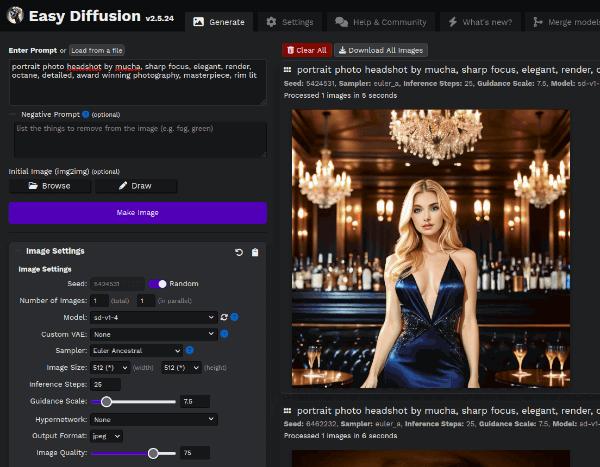 Easy Diffusion v2.5.24
Generate
Settings
Help & Community
What's new?
Merge models
Enter Prompt or Load from a file
portrait photo headshot by mucha, sharp focus, elegant, render,
octane, detailed, award winning photography, masterpiece, rim lit
Negative Prompt ? (optional)
list the things to remove from the image (e.g. fog, green)
Initial Image (img2img) (optional)
Browse
Draw
Make Image
Image Settings
Image Settings
Seed: 5424531 Random
Number of Images: 1 (total) 1 (in parallel)
Model: sd-v1-4 ?
Custom VAE: None ?
Sampler: Euler Ancestral ?
Image Size: 512 (*) (width) 512 (*) (height)
Inference Steps: 25
Guidance Scale: 7.5
Hypernetwork: None
Output Format: jpeg
Image Quality: 75
Clear All
Download All Images
portrait photo headshot by mucha, sharp focus, elegant, render, o
Seed: 5424531, Sampler: euler_a, Inference Steps: 25, Guidance Scale: 7.5, Model: sd-v1-
Processed 1 images in 5 seconds
portrait photo headshot by mucha, sharp focus, elegant, render, o
Seed: 6462232, Sampler: euler_a, Inference Steps: 25, Guidance Scale: 7.5, Model: sd-v1-
Processed 1 images in 6 seconds